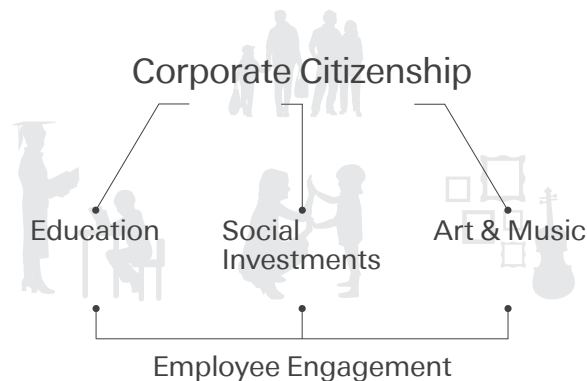 Corporate Citizenship
Education
Social
Investments
Art & Music
Employee Engagement